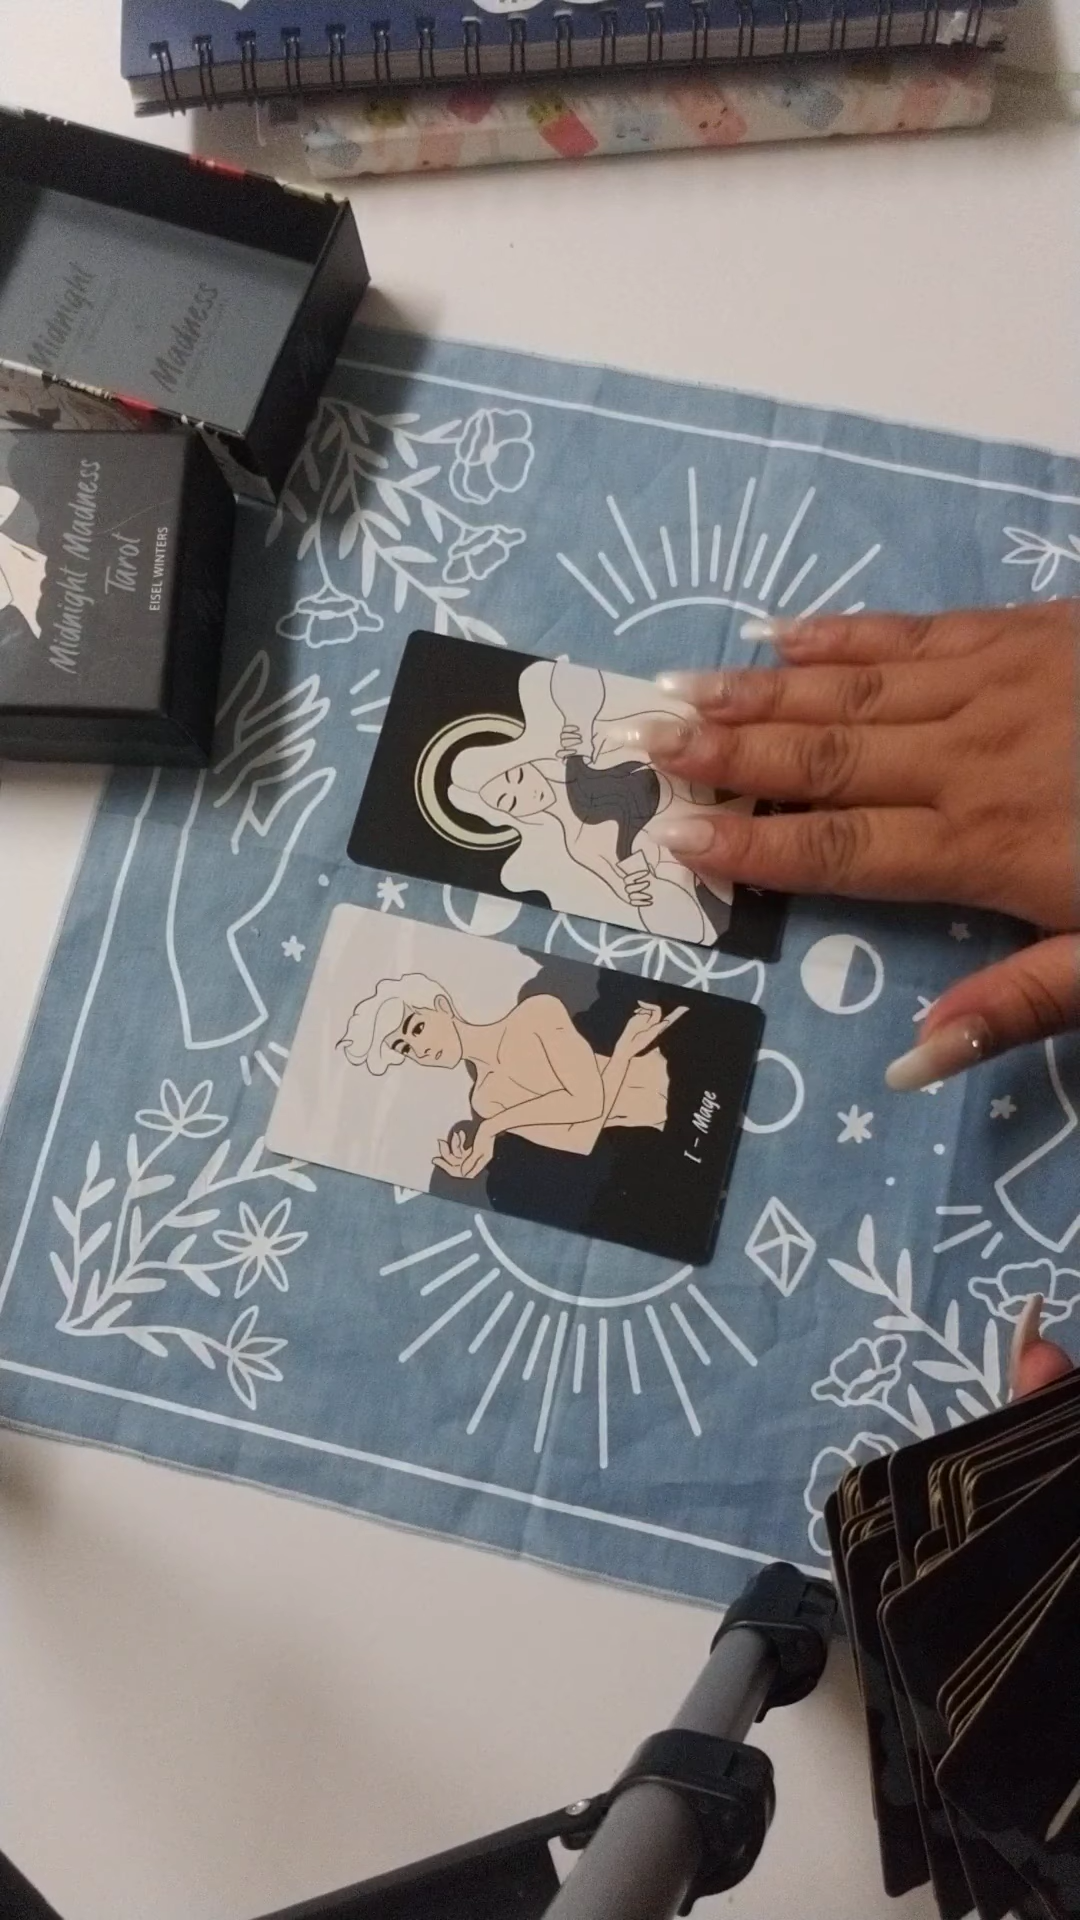 Midnight
Madness
Midnight Madness
Tarot
EISEL WINTERS
I - Mage